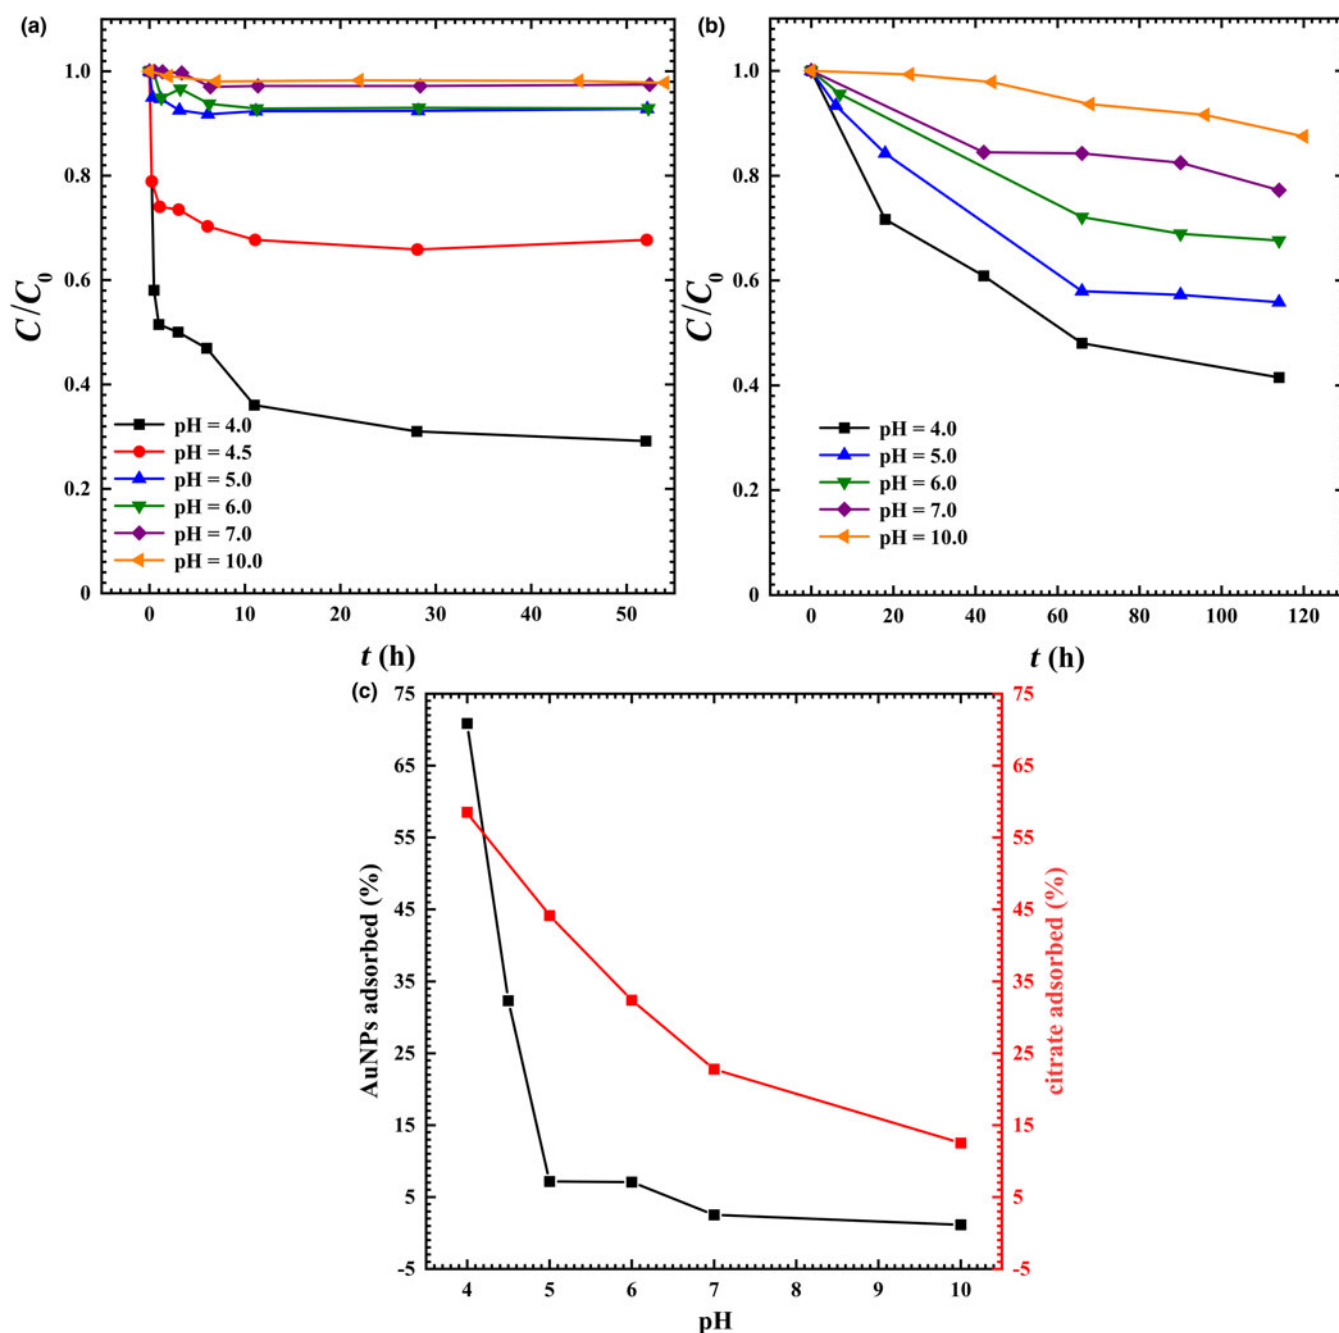 (a)
C/C0
1.0
0.8
0.6
0.4
0.2
0
pH = 4.0
pH = 4.5
pH = 5.0
pH = 6.0
pH = 7.0
pH = 10.0
0 10 20 30 40 50
t (h)
(b)
C/C0
1.0
0.8
0.6
0.4
0.2
0
pH = 4.0
pH = 5.0
pH = 6.0
pH = 7.0
pH = 10.0
0 20 40 60 80 100 120
t (h)
(c)
AuNPs adsorbed (%)
75
65
55
45
35
25
15
5
-5
4 5 6 7 8 9 10
pH
75
65
55
45
35
25
15
5
-5
citrate adsorbed (%)